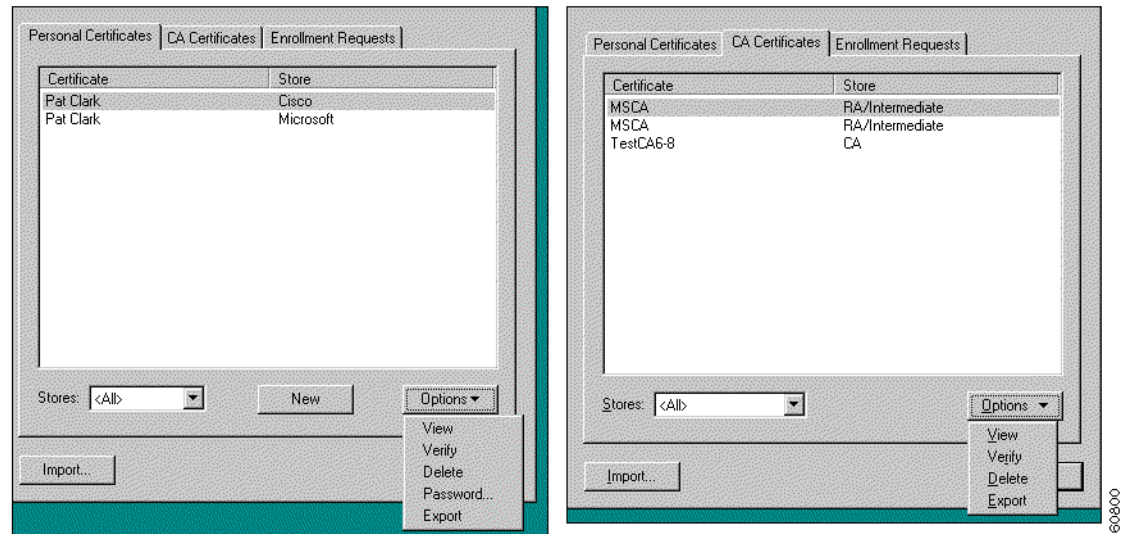 Personal Certificates CA Certificates Enrollment Requests
Certificate Store
Pat Clark Cisco
Pat Clark Microsoft
Stores: <All> New Options
View
Verify
Delete
Password...
Export
Import...
Personal Certificates CA Certificates Enrollment Requests
Certificate Store
MSCA RA/Intermediate
MSCA RA/Intermediate
TestCA6-8 CA
Stores: <All> Options
View
Verify
Delete
Export
Import...
60800